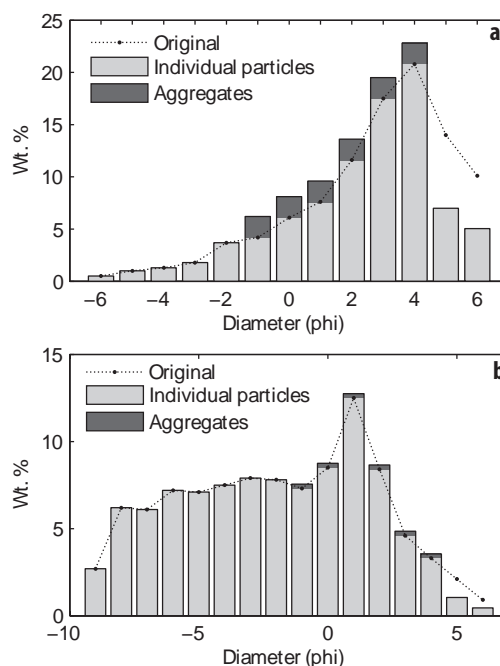 a
Original
Individual particles
Aggregates
Wt. %
25
20
15
10
5
0
−6 −4 −2 0 2 4 6
Diameter (phi)
b
Original
Individual particles
Aggregates
Wt. %
15
10
5
0
−10 −5 0 5
Diameter (phi)